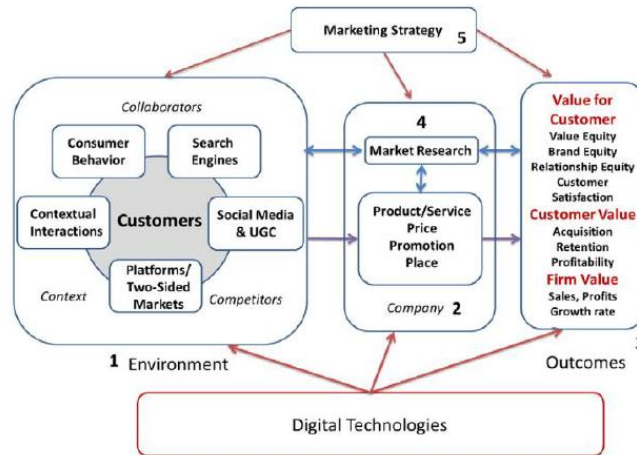 Marketing Strategy 5
Collaborators
Consumer
Behavior
Search
Engines
Contextual
Interactions
Customers
Social Media
& UGC
Platforms/
Two-Sided
Markets
Context
Competitors
1 Environment
4
Market Research
Product/Service
Price
Promotion
Place
Company 2
Value for
Customer
Value Equity
Brand Equity
Relationship Equity
Customer
Satisfaction
Customer Value
Acquisition
Retention
Profitability
Firm Value
Sales, Profits
Growth rate
Outcomes
Digital Technologies